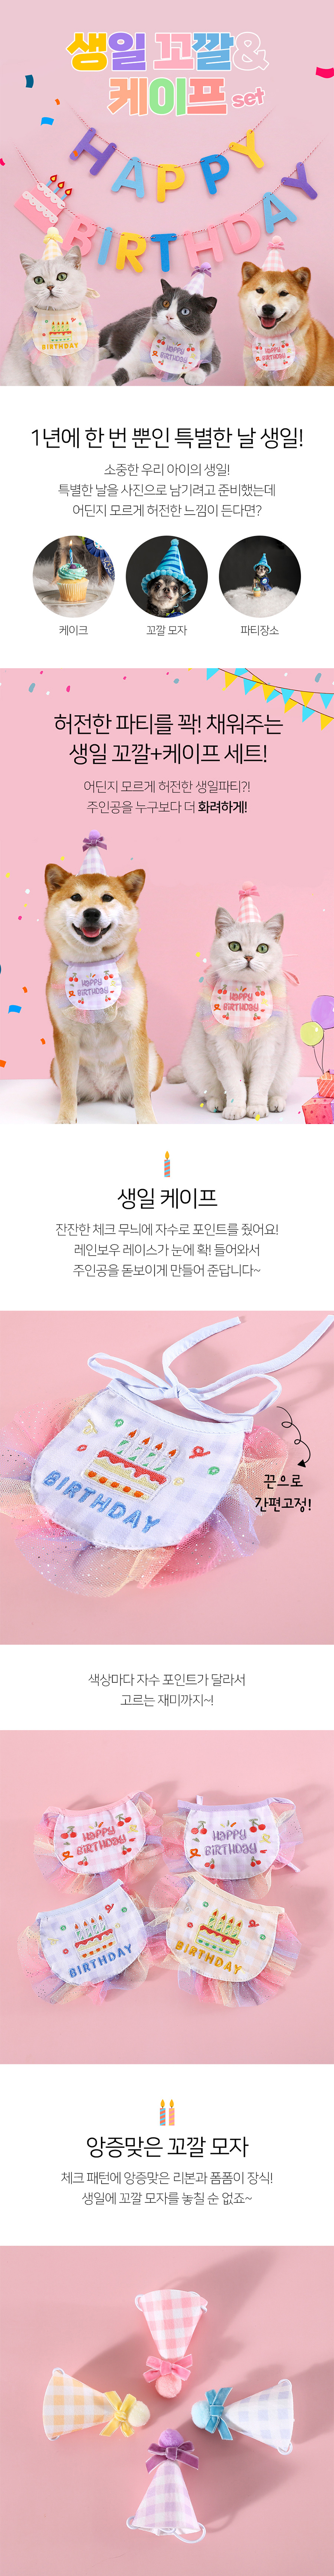 생일 꼬깔&
케이프 set
HAPPY
BIRTHDAY
BIRTHDAY
HAPPY
BIRTHDAY
HAPPY
BIRTHDAY
1년에 한 번 뿐인 특별한 날 생일!
소중한 우리 아이의 생일!
특별한 날을 사진으로 남기려고 준비했는데
어딘지 모르게 허전한 느낌이 든다면?
케이크
꼬깔 모자
파티장소
허전한 파티를 꽉! 채워주는
생일 꼬깔+케이프 세트!
어딘지 모르게 허전한 생일파티?!
주인공을 누구보다 더 화려하게!
HAPPY
BIRTHDAY
HAPPY
BIRTHDAY
생일 케이프
잔잔한 체크 무늬에 자수로 포인트를 줬어요!
레인보우 레이스가 눈에 확! 들어와서
주인공을 돋보이게 만들어 준답니다~
BIRTHDAY
끈으로
간편고정!
색상마다 자수 포인트가 달라서
고르는 재미까지~!
HAPPY
BIRTHDAY
HAPPY
BIRTHDAY
BIRTHDAY
BIRTHDAY
앙증맞은 꼬깔 모자
체크 패턴에 앙증맞은 리본과 폼폼이 장식!
생일에 꼬깔 모자를 놓칠 순 없죠~